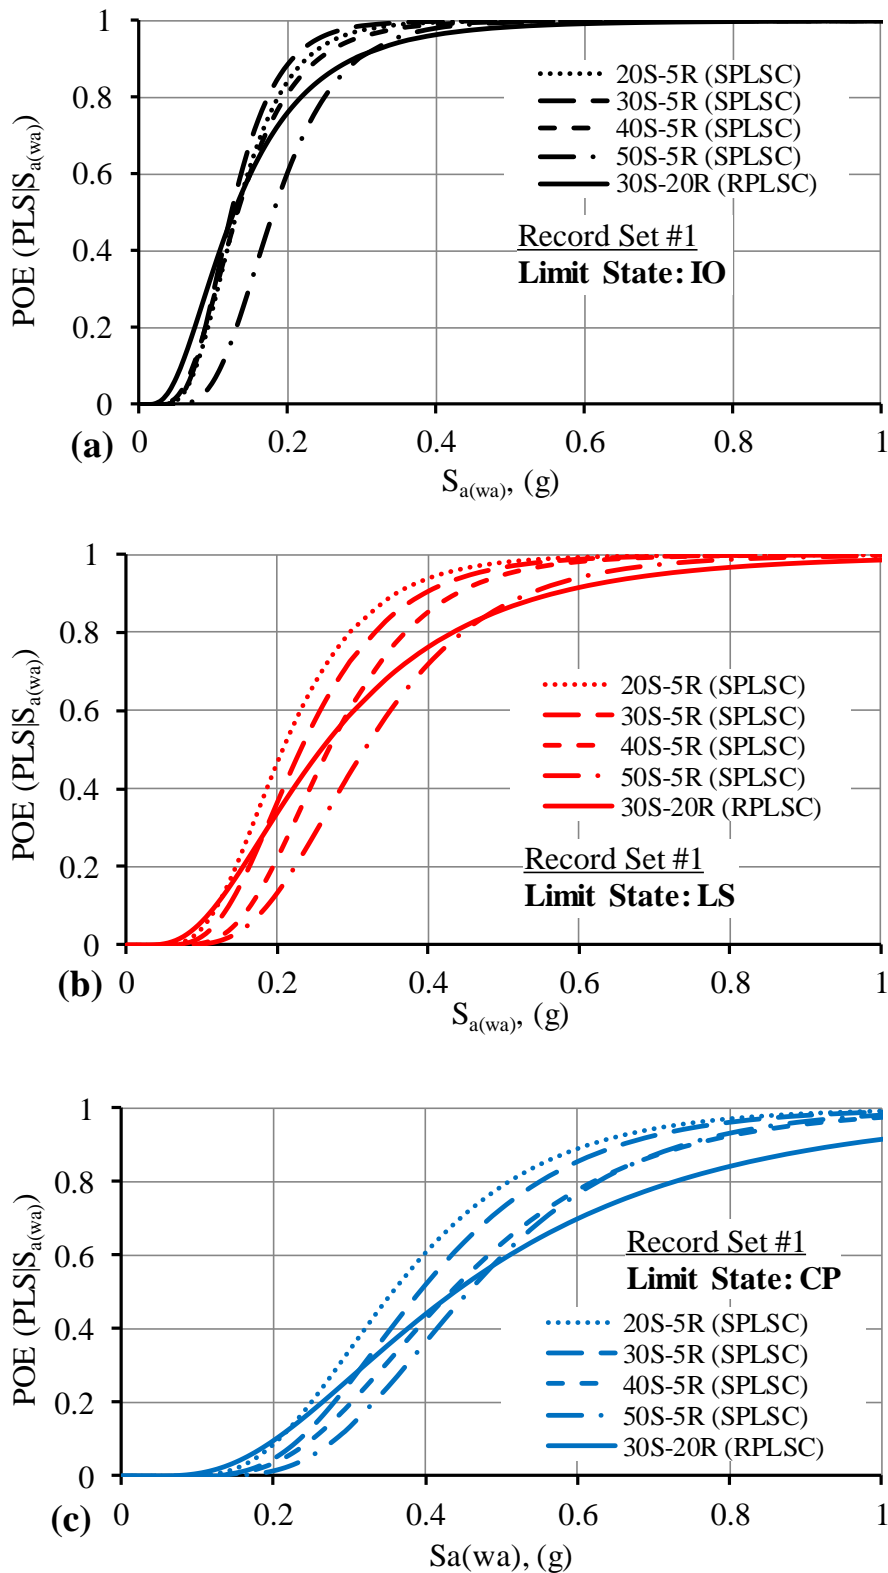 1
0.8
0.6
0.4
0.2
0
POE (PLS|Sa(wa))
20S-5R (SPLSC)
30S-5R (SPLSC)
40S-5R (SPLSC)
50S-5R (SPLSC)
30S-20R (RPLSC)
Record Set #1
Limit State: IO
0 0.2 0.4 0.6 0.8 1
(a)
Sa(wa), (g)
1
0.8
0.6
0.4
0.2
0
POE (PLS|Sa(wa))
20S-5R (SPLSC)
30S-5R (SPLSC)
40S-5R (SPLSC)
50S-5R (SPLSC)
30S-20R (RPLSC)
Record Set #1
Limit State: LS
0 0.2 0.4 0.6 0.8 1
(b)
Sa(wa), (g)
1
0.8
0.6
0.4
0.2
0
POE (PLS|Sa(wa))
Record Set #1
Limit State: CP
20S-5R (SPLSC)
30S-5R (SPLSC)
40S-5R (SPLSC)
50S-5R (SPLSC)
30S-20R (RPLSC)
0 0.2 0.4 0.6 0.8 1
(c)
Sa(wa), (g)